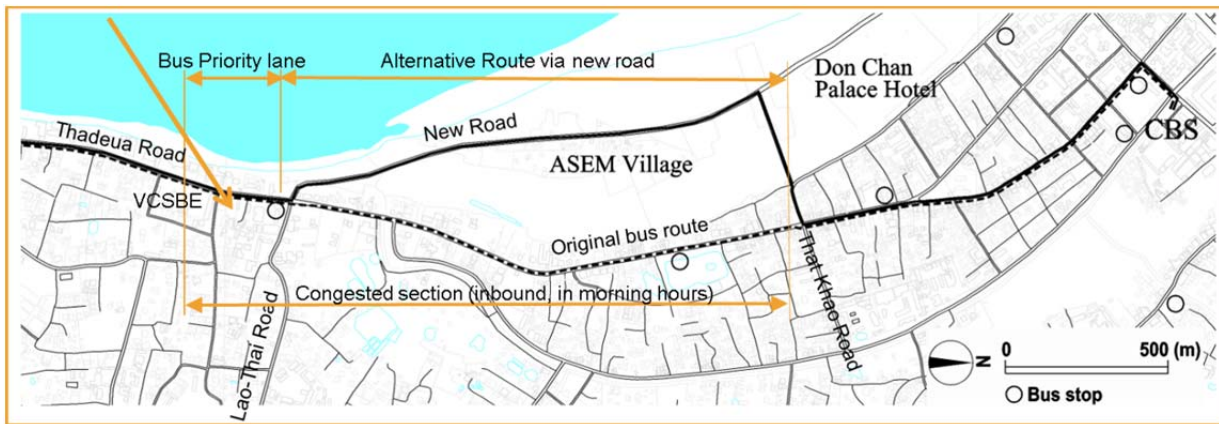 Bus Priority lane
Alternative Route via new road
Don Chan
Palace Hotel
New Road
Thadeua Road
ASEM Village
CBS
VCSBE
Original bus route
Congested section (inbound, in morning hours)
Lao-Thai Road
That Khao Road
N
0 500 (m)
Bus stop